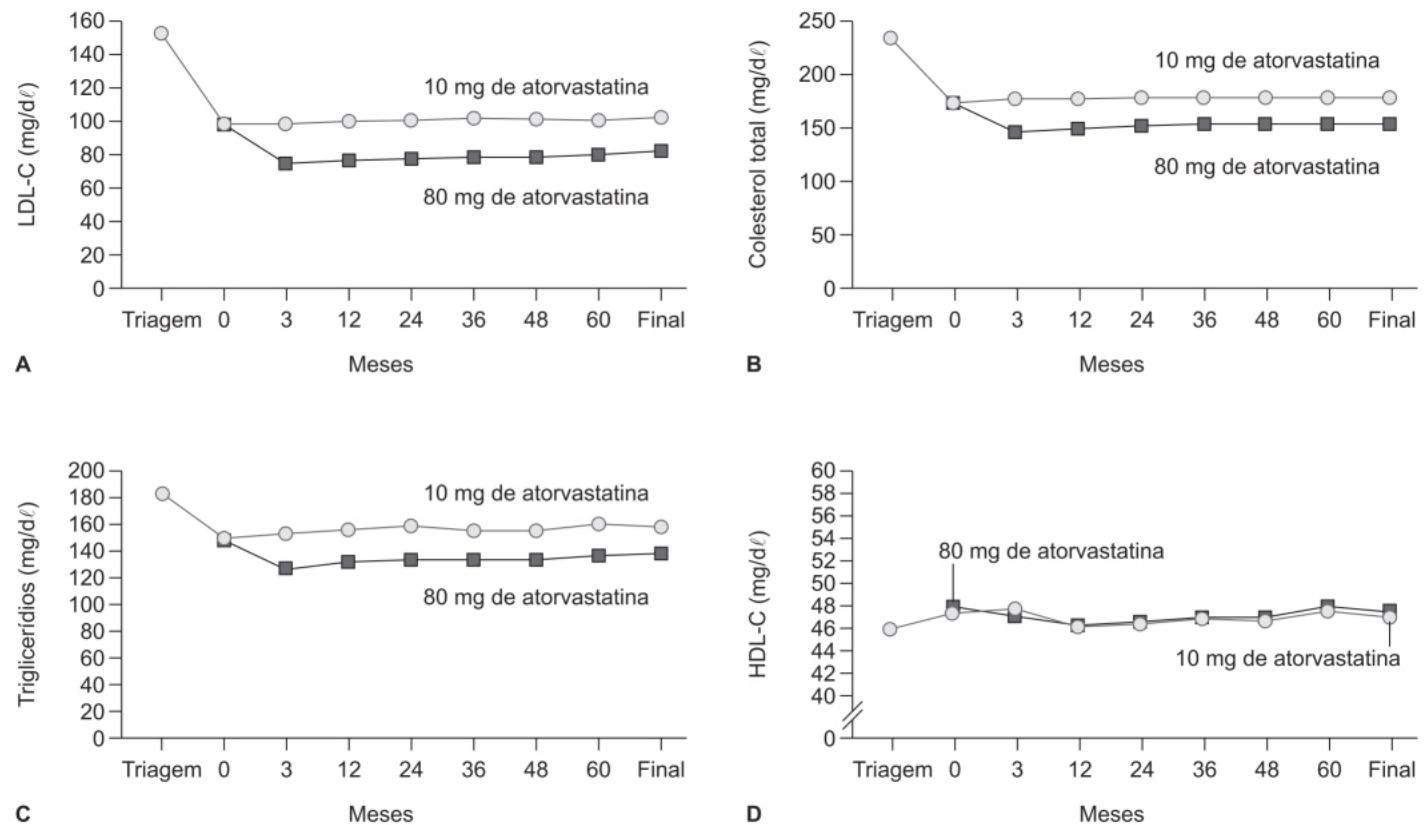 160
140
120
100
80
60
40
20
0
LDL-C (mg/dℓ)
10 mg de atorvastatina
80 mg de atorvastatina
Triagem 0 3 12 24 36 48 60 Final
Meses
A
250
200
150
100
50
0
Colesterol total (mg/dℓ)
10 mg de atorvastatina
80 mg de atorvastatina
Triagem 0 3 12 24 36 48 60 Final
Meses
B
200
180
160
140
120
100
80
60
40
20
0
Trigliceridios (mg/dℓ)
10 mg de atorvastatina
80 mg de atorvastatina
Triagem 0 3 12 24 36 48 60 Final
Meses
C
60
58
56
54
52
50
48
46
44
42
40
0
HDL-C (mg/dℓ)
80 mg de atorvastatina
10 mg de atorvastatina
Triagem 0 3 12 24 36 48 60 Final
Meses
D